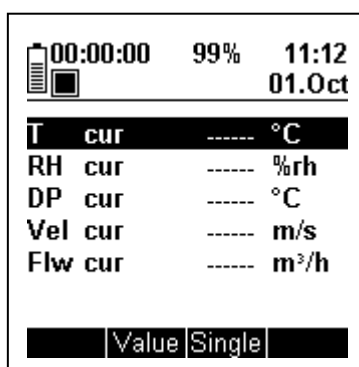 00:00:00 99% 11:12
01.Oct
T cur ------ °C
RH cur ------ %rh
DP cur ------ °C
Vel cur ------ m/s
Flw cur ------ m³/h
Value Single